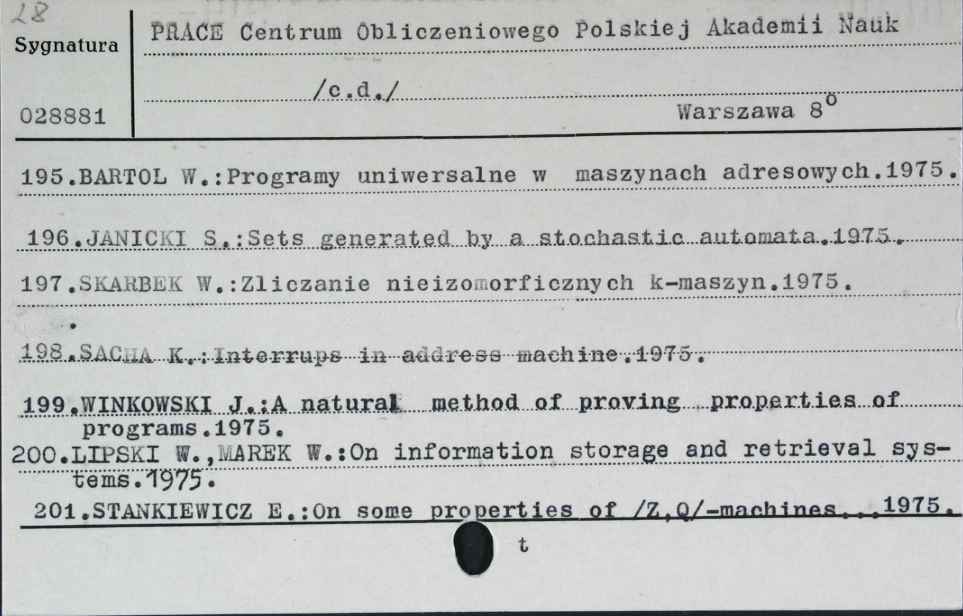 28
Sygnatura
PRACE Centrum Obliczeniowego Polskiej Akademii Nauk
/c.d./
028881
Warszawa 8o
195.BARTOL W.:Programy uniwersalne w maszynach adresowych.1975.
196.JANICKI S.:Sets generated by a stochastic automata.1975.
197.SKARBEK W.:Zliczanie nieizomorficznych k-maszyn.1975.
198.SACHA K.:Interrups in address machine.1975.
199.WINKOWSKI J.:A natural method of proving properties of
programs.1975.
200.LIPSKI W.,MAREK W.:On information storage and retrieval sys-
tems.1975.
201.STANKIEWICZ E.:On some properties of /Z,Q/-machines...1975.
t